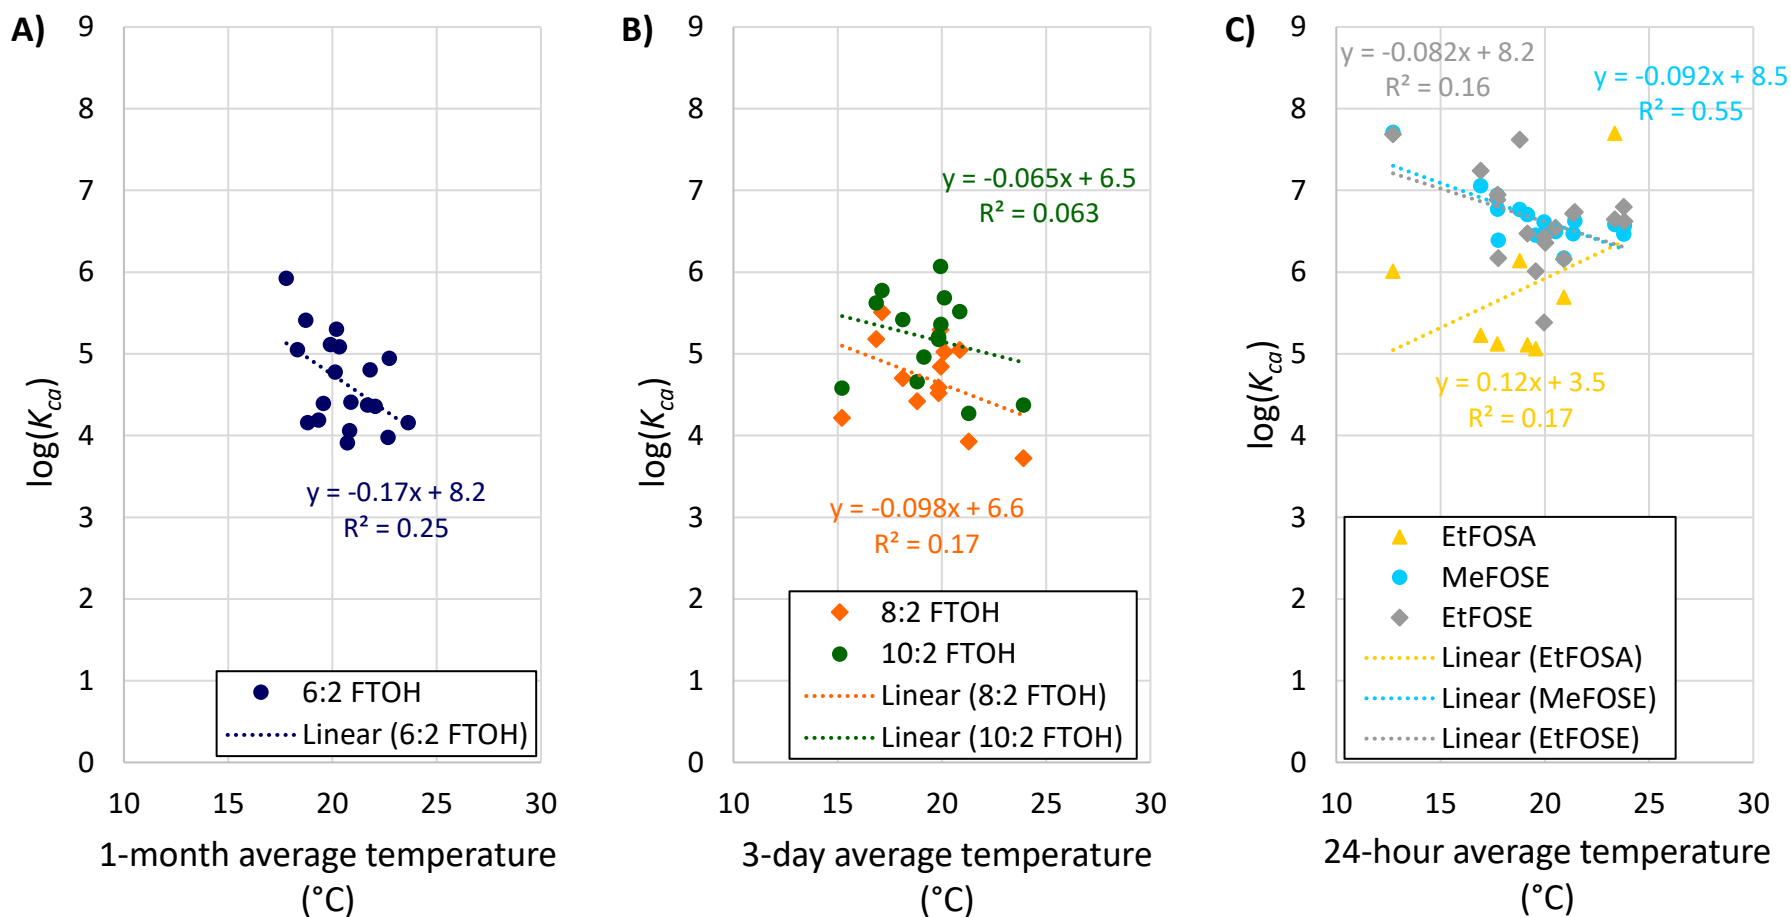 A)
9
8
7
6
5
4
3
2
1
0
log(Kca)
y = -0.17x + 8.2
R² = 0.25
6:2 FTOH
Linear (6:2 FTOH)
10 15 20 25 30
1-month average temperature
(°C)
B)
9
8
7
6
5
4
3
2
1
0
log(Kca)
y = -0.065x + 6.5
R² = 0.063
y = -0.098x + 6.6
R² = 0.17
8:2 FTOH
10:2 FTOH
Linear (8:2 FTOH)
Linear (10:2 FTOH)
10 15 20 25 30
3-day average temperature
(°C)
C)
9
8
7
6
5
4
3
2
1
0
log(Kca)
y = -0.082x + 8.2
R² = 0.16
y = -0.092x + 8.5
R² = 0.55
y = 0.12x + 3.5
R² = 0.17
EtFOSA
MeFOSE
EtFOSE
Linear (EtFOSA)
Linear (MeFOSE)
Linear (EtFOSE)
10 15 20 25 30
24-hour average temperature
(°C)